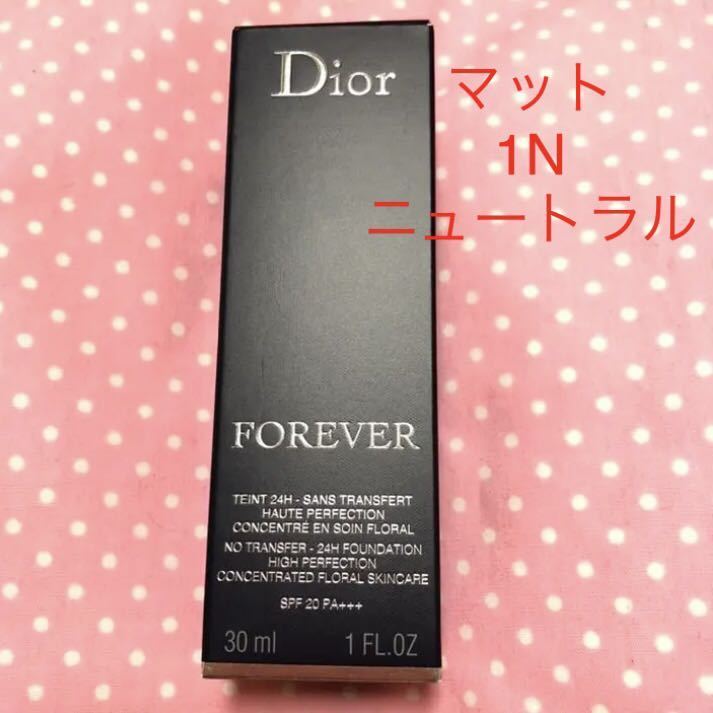 Dior
マット
1N
ニュートラル
FOREVER
TEINT 24H - SANS TRANSFERT
HAUTE PERFECTION
CONCENTRÉ EN SOIN FLORAL
NO TRANSFER - 24H FOUNDATION
HIGH PERFECTION
CONCENTRATED FLORAL SKINCARE
SPF 20 PA+++
30 ml 1 FL.OZ